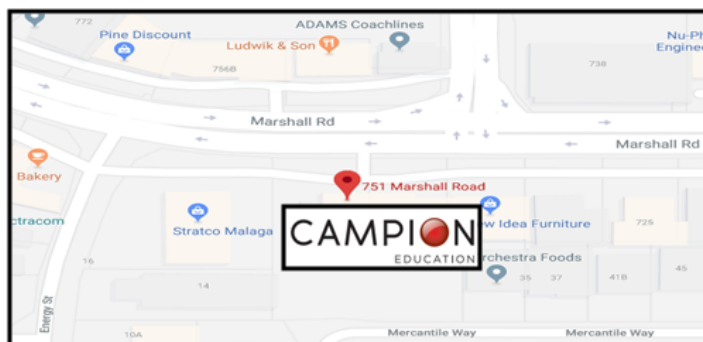 772
ADAMS Coachlines
Pine Discount
Ludwik & Son
756B
738
Nu-Ph
Engine
Marshall Rd
Marshall Rd
Bakery
751 Marshall Road
ctracom
Stratco Malaga
CAMPION
EDUCATION
ew Idea Furniture
725
rchestra Foods
16
14
35
37
41B
45
Energy St
10A
Mercantile Way
Mercantile Way